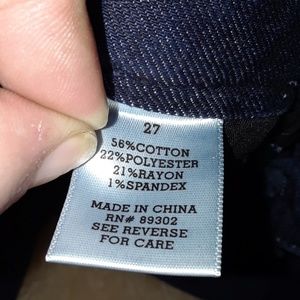 27
56%COTTON
22%POLYESTER
21%RAYON
1%SPANDEX
MADE IN CHINA
RN# 89302
SEE REVERSE
FOR CARE